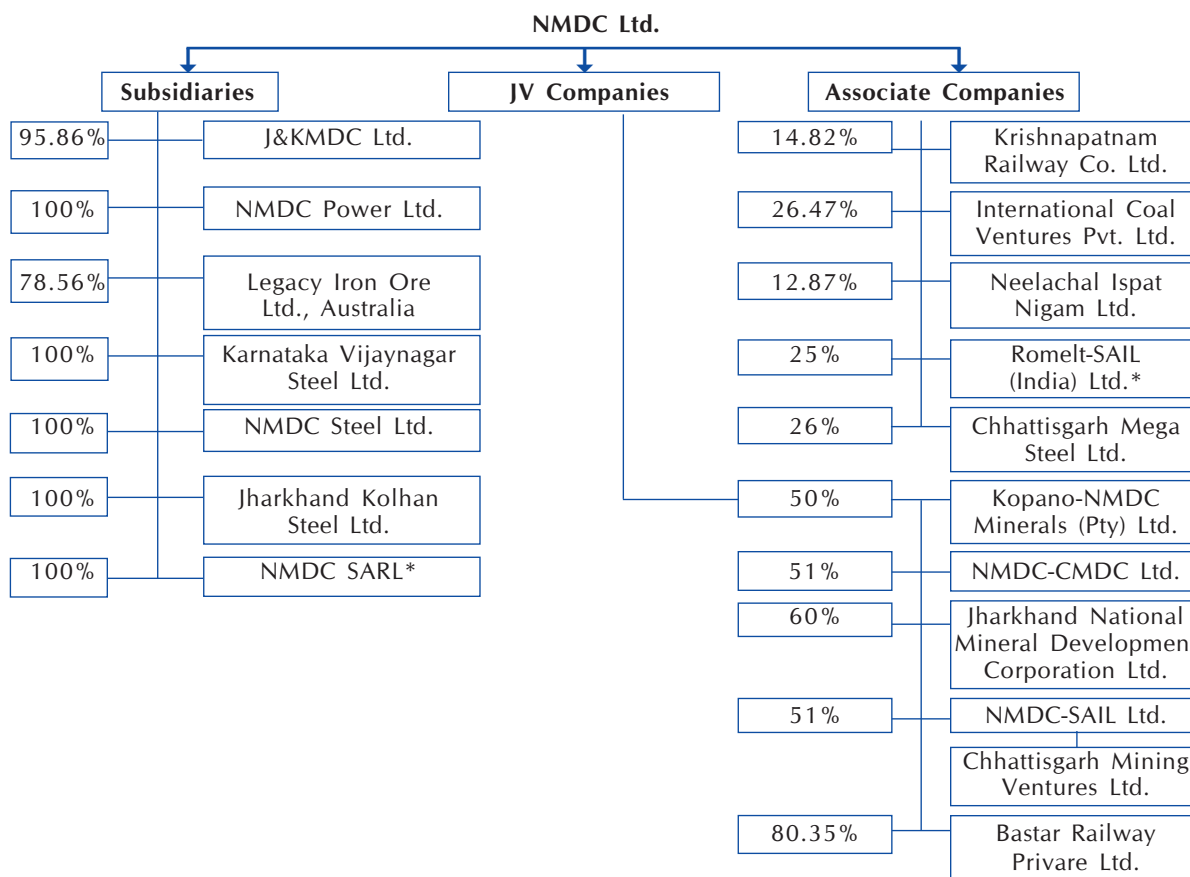 NMDC Ltd.
Subsidiaries
JV Companies
Associate Companies
95.86%
J&KMDC Ltd.
100%
NMDC Power Ltd.
78.56%
Legacy Iron Ore
Ltd., Australia
100%
Karnataka Vijaynagar
Steel Ltd.
100%
NMDC Steel Ltd.
100%
Jharkhand Kolhan
Steel Ltd.
100%
NMDC SARL*
14.82%
Krishnapatnam
Railway Co. Ltd.
26.47%
International Coal
Ventures Pvt. Ltd.
12.87%
Neelachal Ispat
Nigam Ltd.
25%
Romelt-SAIL
(India) Ltd.*
26%
Chhattisgarh Mega
Steel Ltd.
50%
Kopano-NMDC
Minerals (Pty) Ltd.
51%
NMDC-CMDC Ltd.
60%
Jharkhand National
Mineral Developmen
Corporation Ltd.
51%
NMDC-SAIL Ltd.
Chhattisgarh Mining
Ventures Ltd.
80.35%
Bastar Railway
Privare Ltd.